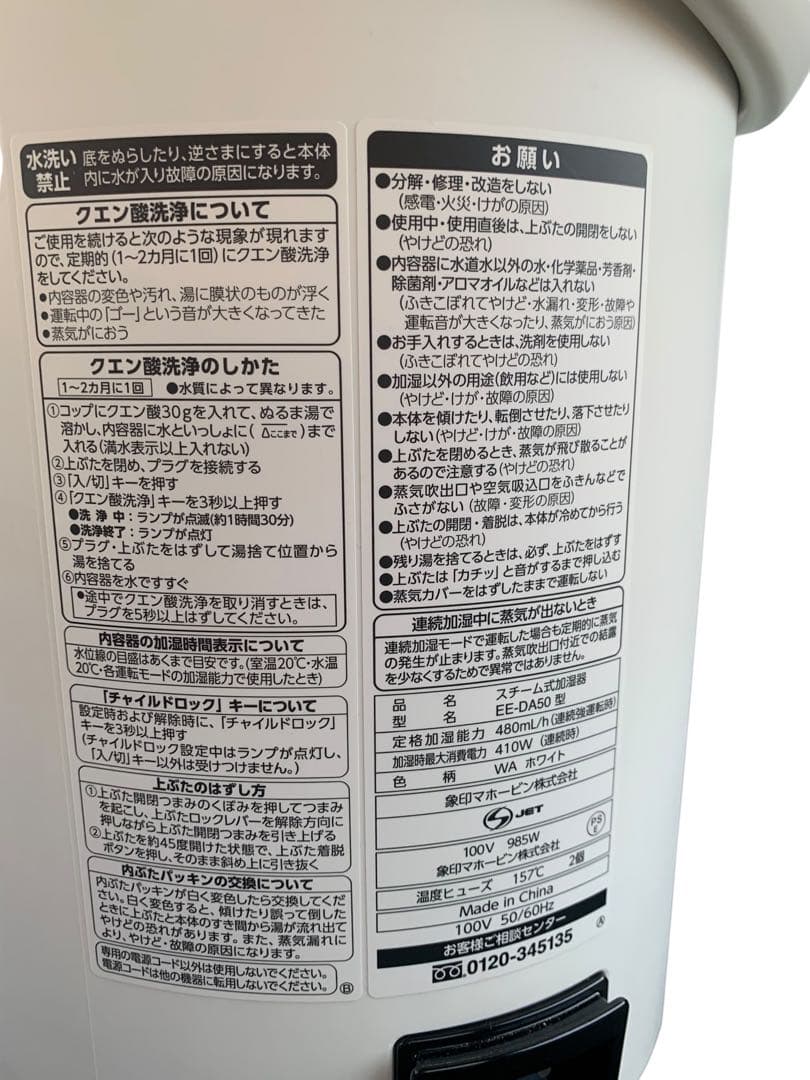 水洗い禁止 底をぬらしたり、逆さまにすると本体
内に水が入り故障の原因になります。
クエン酸洗浄について
ご使用を続けると次のような現象が現れます
ので、定期的(1〜2カ月に1回)にクエン酸洗浄
をしてください。
●内容器の変色や汚れ、湯に膜状のものが浮く
●運転中の「ゴー」という音が大きくなってきた
●蒸気がにおう
クエン酸洗浄のしかた
1〜2カ月に1回 ●水質によって異なります。
①コップにクエン酸30gを入れて、ぬるま湯で
溶かし、内容器に水といっしょに(△ここまで)まで
入れる(満水表示以上入れない)
②上ぶたを閉め、プラグを接続する
③「入/切」キーを押す
④「クエン酸洗浄」キーを3秒以上押す
●洗浄中:ランプが点滅(約1時間30分)
●洗浄終了:ランプが点灯
⑤プラグ・上ぶたをはずして湯捨て位置から
湯を捨てる
⑥内容器を水ですすぐ
●途中でクエン酸洗浄を取り消すときは、
プラグを5秒以上はずしてください。
内容器の加湿時間表示について
水位線の目盛はあくまで目安です。(室温20℃・水温
20℃・各運転モードの加湿能力で使用したとき)
「チャイルドロック」キーについて
設定時および解除時に、「チャイルドロック」
キーを3秒以上押す
(チャイルドロック設定中はランプが点灯し、
「入/切」キー以外は受けつけません。)
上ぶたのはずし方
①上ぶた開閉つまみのくぼみを押してつまみ
を起こし、上ぶたロックレバーを解除方向に
押しながら上ぶた開閉つまみを引き上げる
②上ぶたを約45度開けた状態で、上ぶた着脱
ボタンを押し、そのまま斜め上に引き抜く
内ぶたパッキンの交換について
内ぶたパッキンが白く変色したら交換してくだ
さい。白く変色すると、傾けたり誤って倒した
ときに上ぶたと本体のすき間から湯が流れ出て
やけどの恐れがあります。また、蒸気漏れに
より、やけど・故障の原因になります。
専用の電源コード以外は使用しないでください。
電源コードは他の機器に転用しないでください。
Ⓑ
お願い
●分解・修理・改造をしない
(感電・火災・けがの原因)
●使用中・使用直後は、上ぶたの開閉をしない
(やけどの恐れ)
●内容器に水道水以外の水・化学薬品・芳香剤・
除菌剤・アロマオイルなどは入れない
(ふきこぼれてやけど・水漏れ・変形・故障や
運転音が大きくなったり、蒸気がにおう原因)
●お手入れするときは、洗剤を使用しない
(ふきこぼれてやけどの恐れ)
●加湿以外の用途(飲用など)には使用しない
(やけど・けが・故障の原因)
●本体を傾けたり、転倒させたり、落下させたり
しない(やけど・けが・故障の原因)
●上ぶたを閉めるとき、蒸気が飛び散ることが
あるので注意する(やけどの恐れ)
●蒸気吹出口や空気吸込口をふきんなどで
ふさがない(故障・変形の原因)
●上ぶたの開閉・着脱は、本体が冷めてから行う
(やけどの恐れ)
●残り湯を捨てるときは、必ず、上ぶたをはずす
●上ぶたは「カチッ」と音がするまで押し込む
●蒸気カバーをはずしたままで運転しない
連続加湿中に蒸気が出ないとき
連続加湿モードで運転した場合も定期的に蒸気
の発生が止まります。蒸気吹出口付近での結露
を少なくするためで異常ではありません。
品名 スチーム式加湿器
型名 EE-DA50型
定格加湿能力 480mL/h(連続強運転時)
加湿時最大消費電力 410W(連続時)
色柄 WA ホワイト
象印マホービン株式会社
JET
PSE
100V 985W
象印マホービン株式会社
温度ヒューズ 157℃ 2個
Made in China
100V 50/60Hz
お客様ご相談センター
0120-345135
Ⓐ